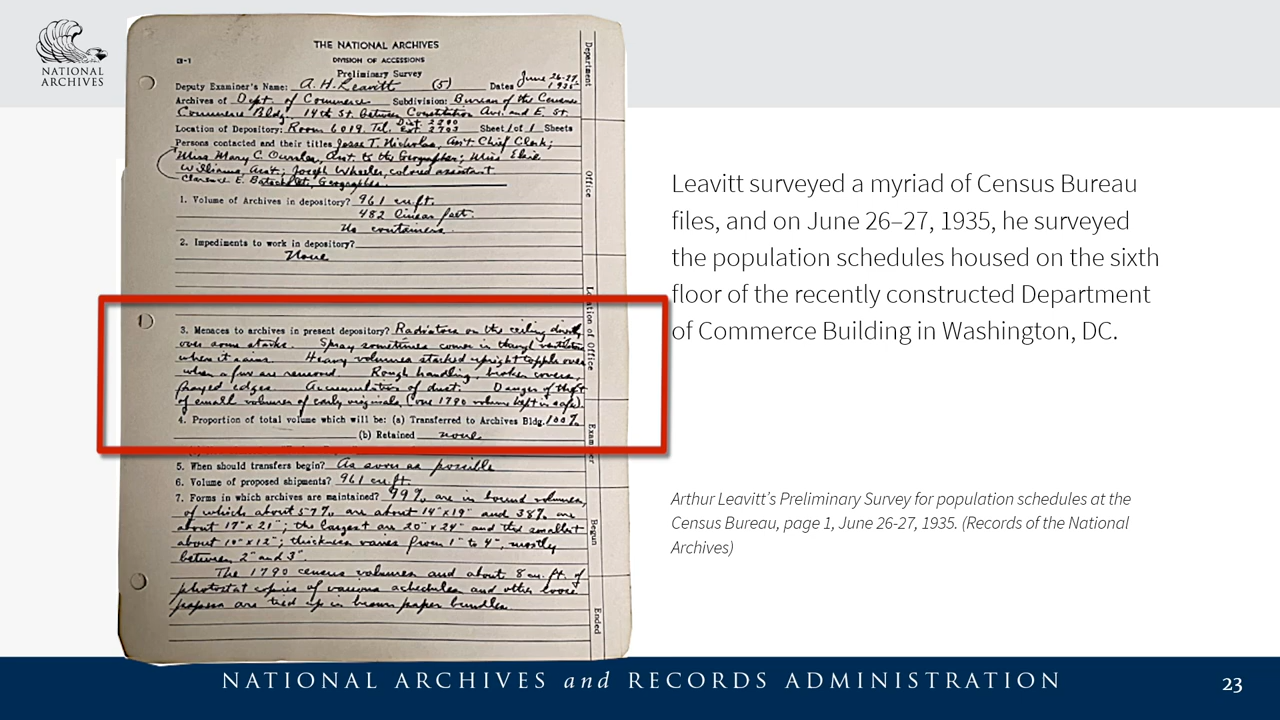 NATIONAL
ARCHIVES
THE NATIONAL ARCHIVES
DIVISION OF ACCESSIONS
Preliminary Survey
Deputy Examiner's Name: A. H. Leavitt (5) Dates June 26-27, 1935
Archives of Dept. of Commerce Subdivision: Bureau of the Census
Commerce Bldg. 14th St. between Constitution Ave. and E. St.
Location of Depository: Room 6019. Tel. Ext. 2703 Sheet 1 of 1 Sheets
Persons contacted and their titles Jesse T. Nicholas, Ass't Chief Clerk;
Miss Mary C. Oursler, Asst. to the Geographer; Miss Elsie
Williams, Asst.; Joseph Wheeler, colored assistant
Clarence E. Batschelet, Geographer.
1. Volume of Archives in depository? 961 cu. ft.
482 linear feet.
No containers.
2. Impediments to work in depository?
None
3. Menaces to archives in present depository? Radiators on the ceiling directly
over some stacks. Spray sometimes comes in through ventilators
when it rains. Heavy volumes stacked upright topple over
when a few are removed. Rough handling, broken covers,
frayed edges. Accumulation of dust. Danger of theft
of small volumes of early originals, (one 1790 volume kept in safe).
4. Proportion of total volume which will be: (a) Transferred to Archives Bldg. 100%
(b) Retained none
5. When should transfers begin? As soon as possible
6. Volume of proposed shipments? 961 cu. ft.
7. Forms in which archives are maintained? 99% are in bound volumes,
of which about 57% are about 14" x 19" and 38% are
about 17" x 21"; the largest are 20" x 24" and the smallest
about 10" x 12"; thickness varies from 1" to 4", mostly
between 2" and 3".
The 1790 census volumes and about 8 cu. ft. of
photostat copies of various schedules and other loose
papers are tied up in brown paper bundles.
Department
Office
Location of Office
Examiner
Begun
Ended
Leavitt surveyed a myriad of Census Bureau
files, and on June 26–27, 1935, he surveyed
the population schedules housed on the sixth
floor of the recently constructed Department
of Commerce Building in Washington, DC.
Arthur Leavitt's Preliminary Survey for population schedules at the
Census Bureau, page 1, June 26-27, 1935. (Records of the National
Archives)
NATIONAL ARCHIVES and RECORDS ADMINISTRATION
23